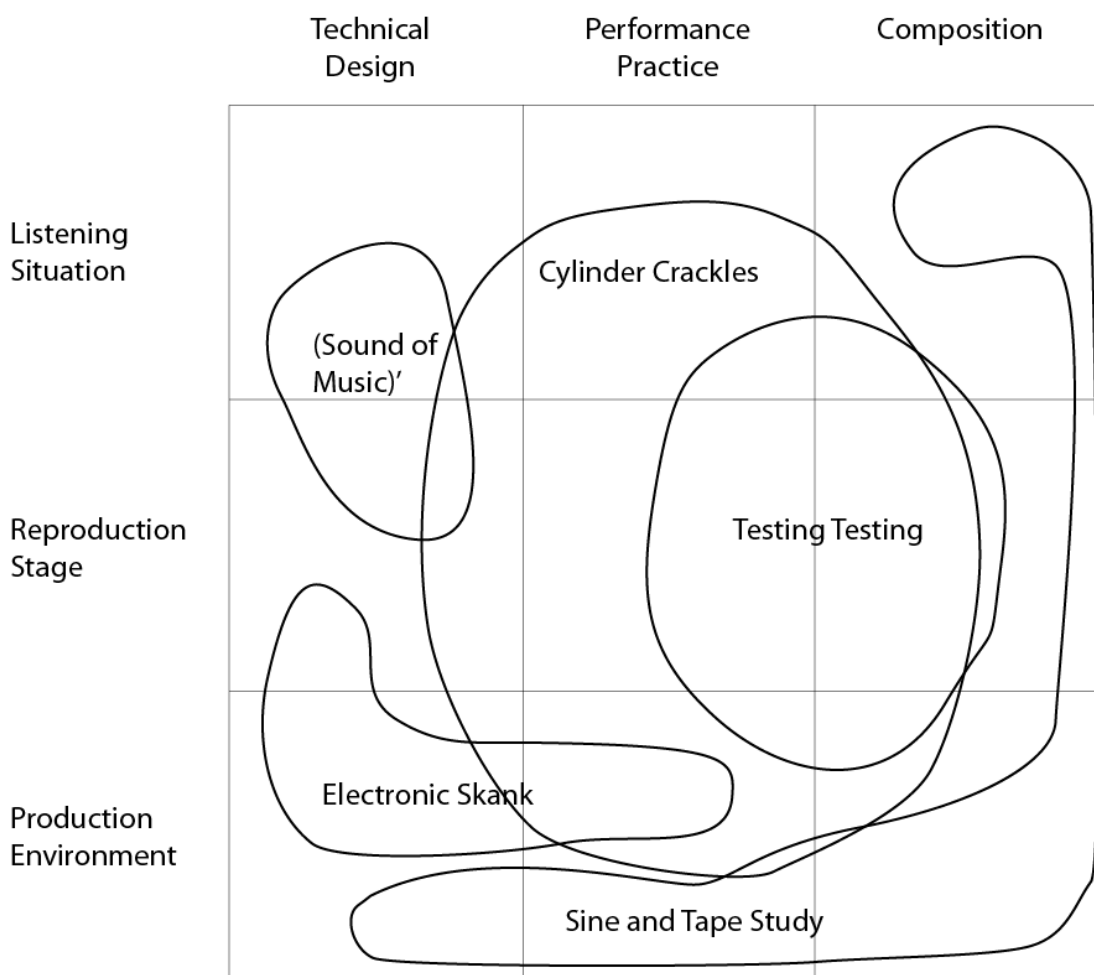 Technical
Design
Performance
Practice
Composition
Listening
Situation
Cylinder Crackles
(Sound of
Music)’
Reproduction
Stage
Testing Testing
Production
Environment
Electronic Skank
Sine and Tape Study